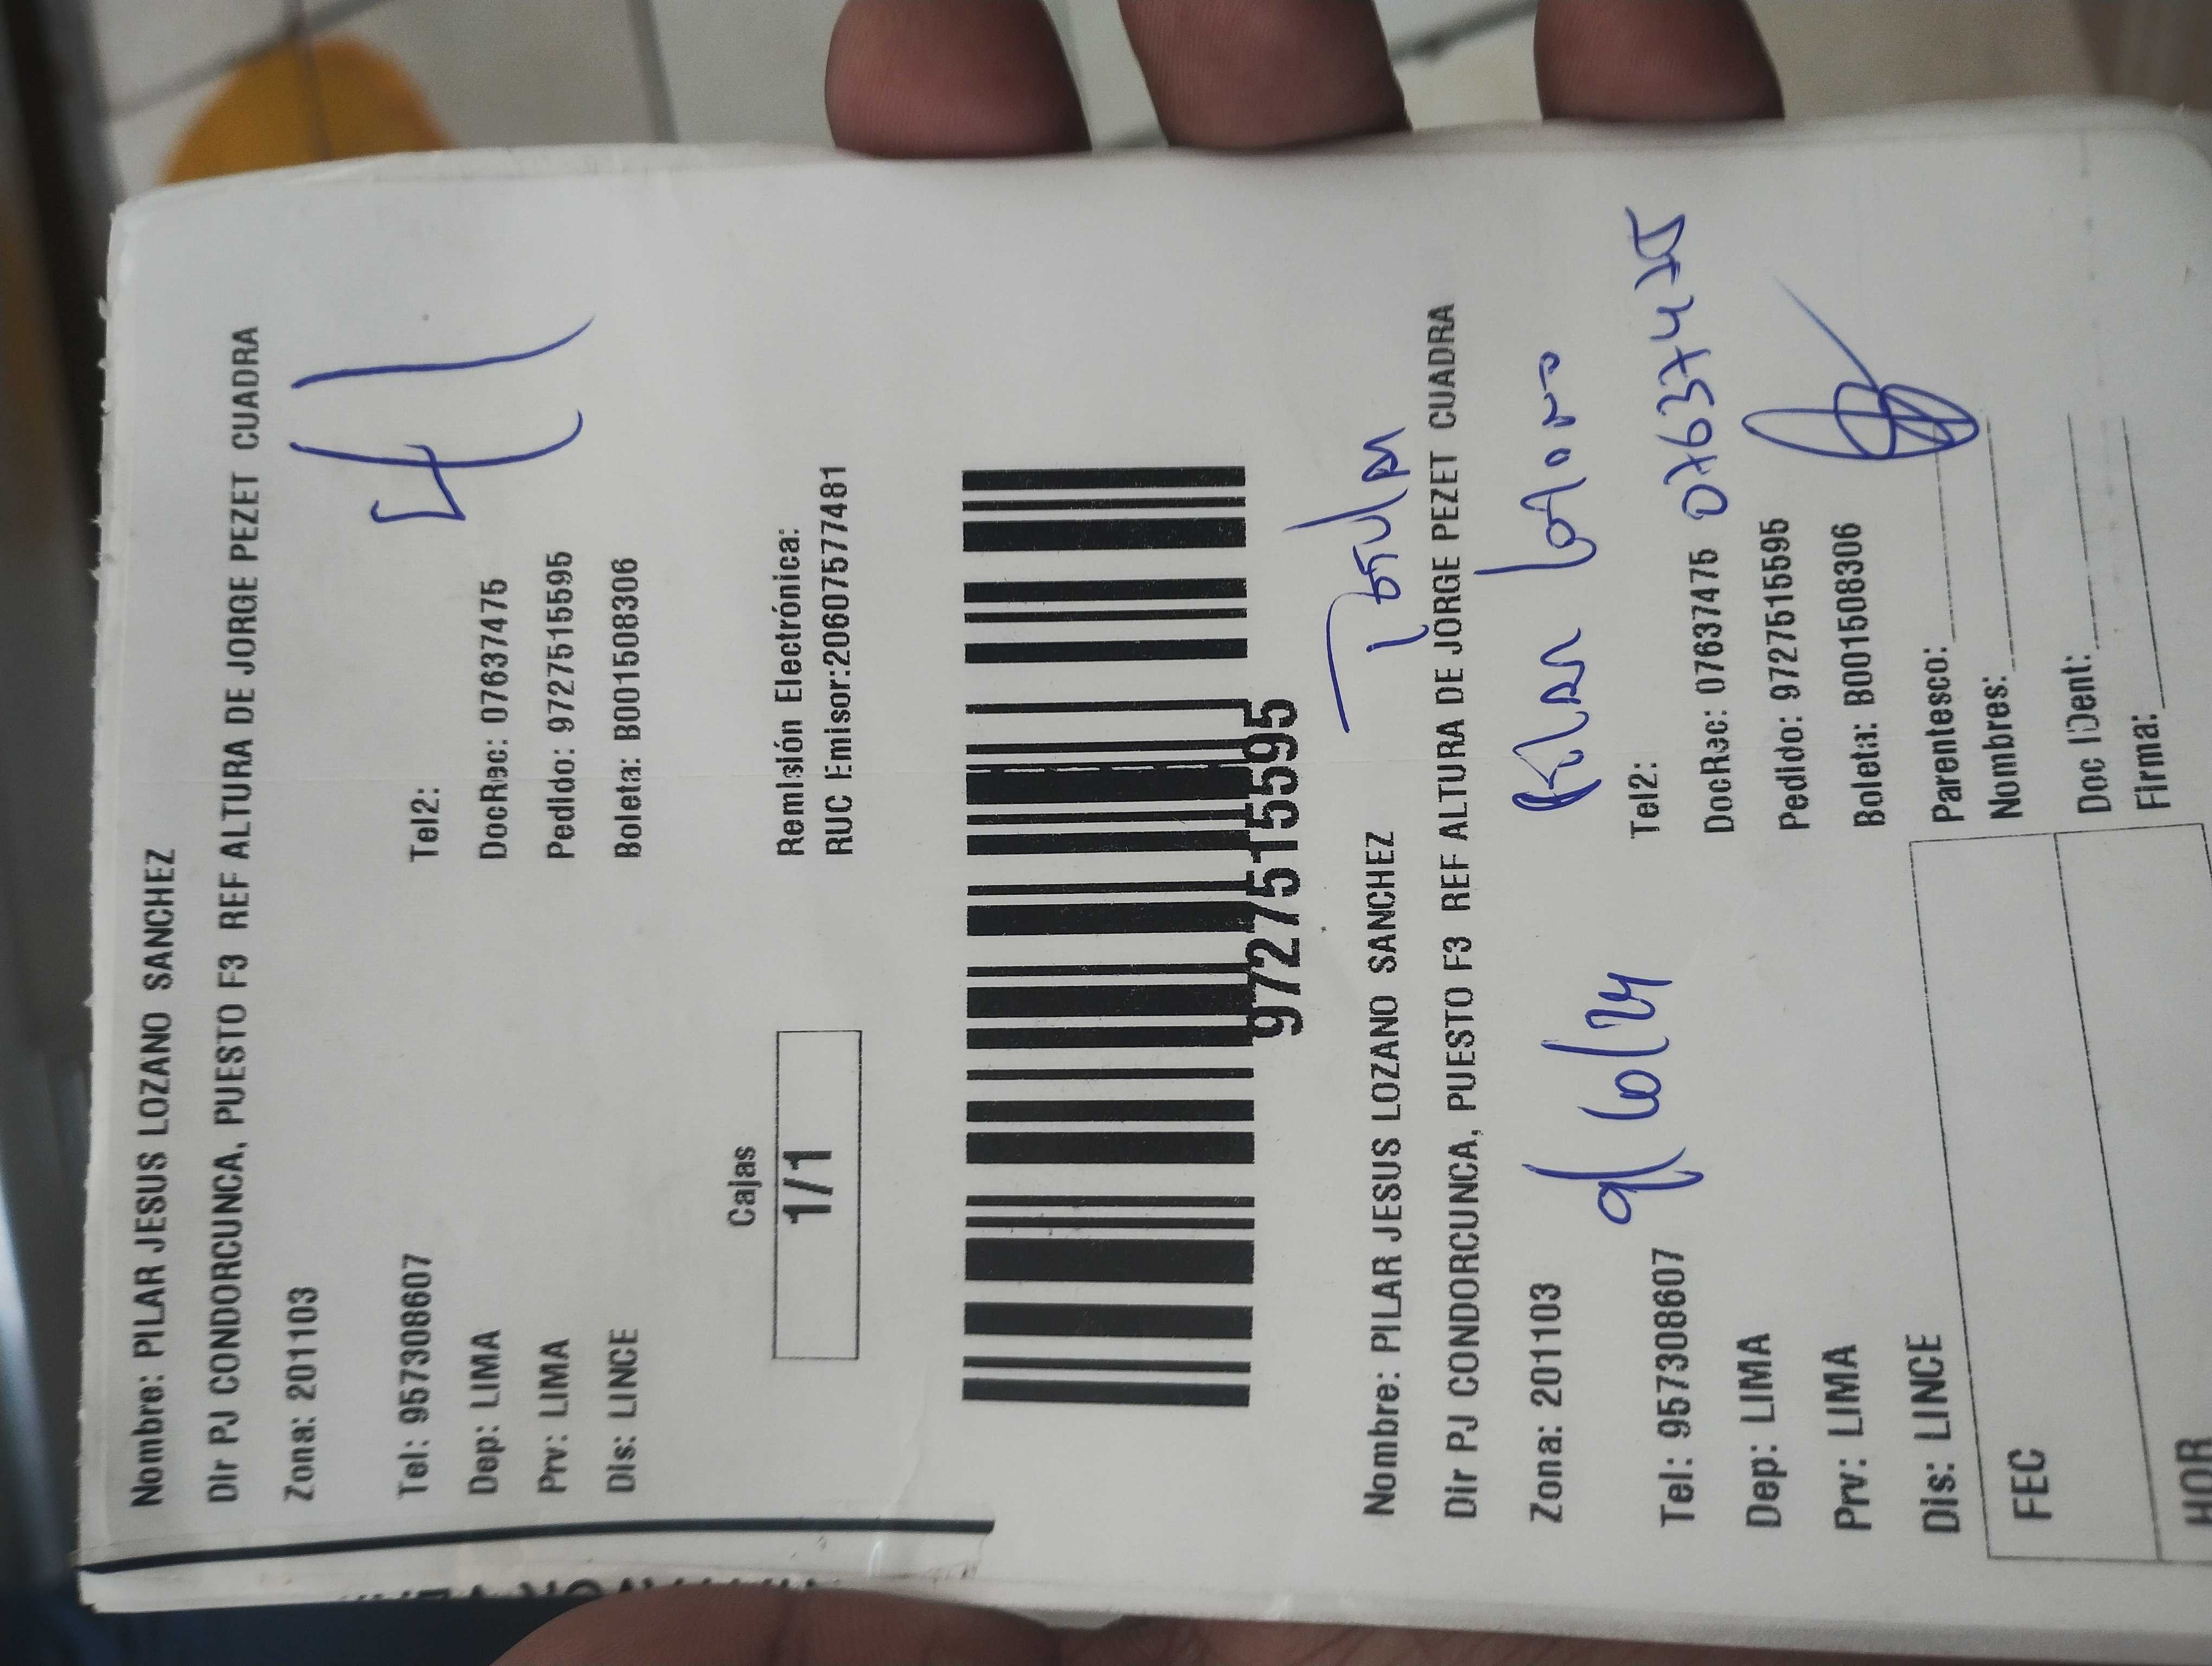 Nombre: PILAR JESUS LOZANO SANCHEZ
Dir PJ CONDORCUNCA, PUESTO F3 REF ALTURA DE JORGE PEZET CUADRA
Zona: 201103
Tel: 957308607 Tel2:
Dep: LIMA DocRec: 07637475
Prv: LIMA Pedido: 9727515595
Dis: LINCE Boleta: B001508306
Cajas
1/1
Remisión Electrónica:
RUC Emisor:20607577481
9727515595
Titular
Nombre: PILAR JESUS LOZANO SANCHEZ
Dir PJ CONDORCUNCA, PUESTO F3 REF ALTURA DE JORGE PEZET CUADRA
Pilar Lozano
Zona: 201103
Tel: 957308607 Tel2:
Dep: LIMA DocRec: 07637475 07637475
Prv: LIMA Pedido: 9727515595
Dis: LINCE Boleta: B001508306
FEC
HOR
Parentesco:
Nombres:
Doc IDent:
Firma: